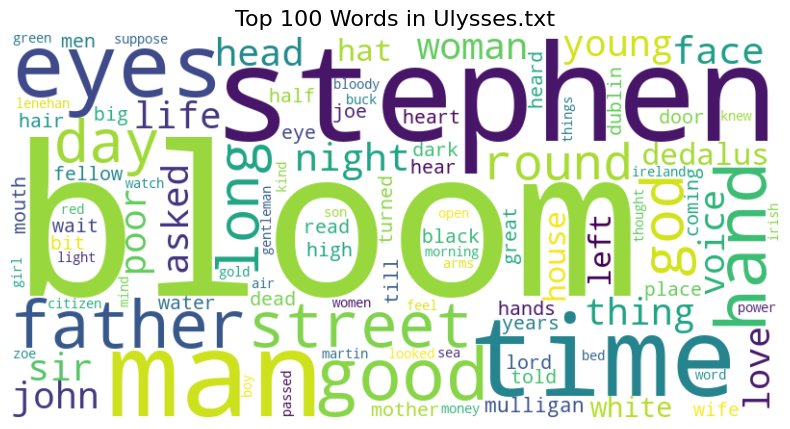 Top 100 Words in Ulysses.txt
green
men
suppose
head
hat
woman
young
face
eyes
stephen
bloody
buck
joe
heart
heard
things
dublin
door
knew
lenehan
hair
big
life
half
eye
day
long
night
dark
hear
round
dedalus
fellow
watch
asked
kind
turned
ireland
god
voice
coming
hand
mouth
bloom
red
wait
bit
light
poor
gentleman
son
read
high
open
black
morning
arms
great
house
left
thought
irish
girl
mind
gold
air
till
citizen
water
dead
women
feel
hands
years
thing
place
power
father
street
time
love
zoe
sir
man
boy
passed
martin
looked
sea
good
lord
told
bed
word
john
mother
money
mulligan
white
wife